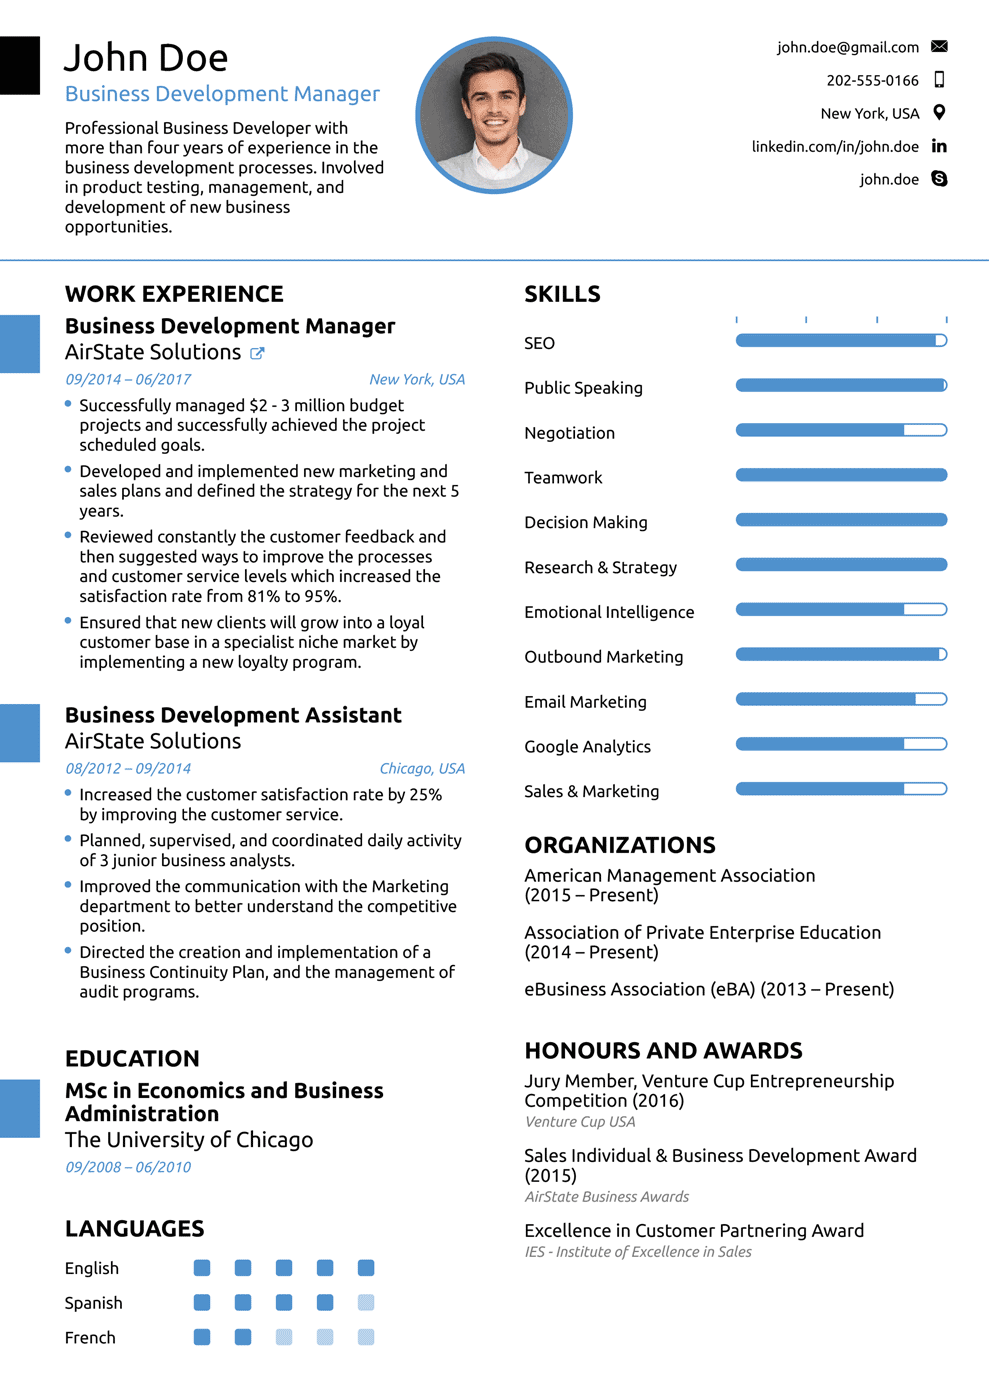 John Doe
Business Development Manager
Professional Business Developer with
more than four years of experience in the
business development processes. Involved
in product testing, management, and
development of new business
opportunities.
john.doe@gmail.com
202-555-0166
New York, USA
linkedin.com/in/john.doe
john.doe
WORK EXPERIENCE
Business Development Manager
AirState Solutions
09/2014 – 06/2017 New York, USA
Successfully managed $2 - 3 million budget
projects and successfully achieved the project
scheduled goals.
Developed and implemented new marketing and
sales plans and defined the strategy for the next 5
years.
Reviewed constantly the customer feedback and
then suggested ways to improve the processes
and customer service levels which increased the
satisfaction rate from 81% to 95%.
Ensured that new clients will grow into a loyal
customer base in a specialist niche market by
implementing a new loyalty program.
Business Development Assistant
AirState Solutions
08/2012 – 09/2014 Chicago, USA
Increased the customer satisfaction rate by 25%
by improving the customer service.
Planned, supervised, and coordinated daily activity
of 3 junior business analysts.
Improved the communication with the Marketing
department to better understand the competitive
position.
Directed the creation and implementation of a
Business Continuity Plan, and the management of
audit programs.
EDUCATION
MSc in Economics and Business
Administration
The University of Chicago
09/2008 – 06/2010
LANGUAGES
English
Spanish
French
SKILLS
SEO
Public Speaking
Negotiation
Teamwork
Decision Making
Research & Strategy
Emotional Intelligence
Outbound Marketing
Email Marketing
Google Analytics
Sales & Marketing
ORGANIZATIONS
American Management Association
(2015 – Present)
Association of Private Enterprise Education
(2014 – Present)
eBusiness Association (eBA) (2013 – Present)
HONOURS AND AWARDS
Jury Member, Venture Cup Entrepreneurship
Competition (2016)
Venture Cup USA
Sales Individual & Business Development Award
(2015)
AirState Business Awards
Excellence in Customer Partnering Award
IES - Institute of Excellence in Sales